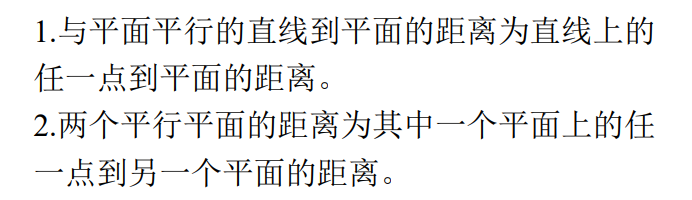 1.与平面平行的直线到平面的距离为直线上的
任一点到平面的距离。
2.两个平行平面的距离为其中一个平面上的任
一点到另一个平面的距离。